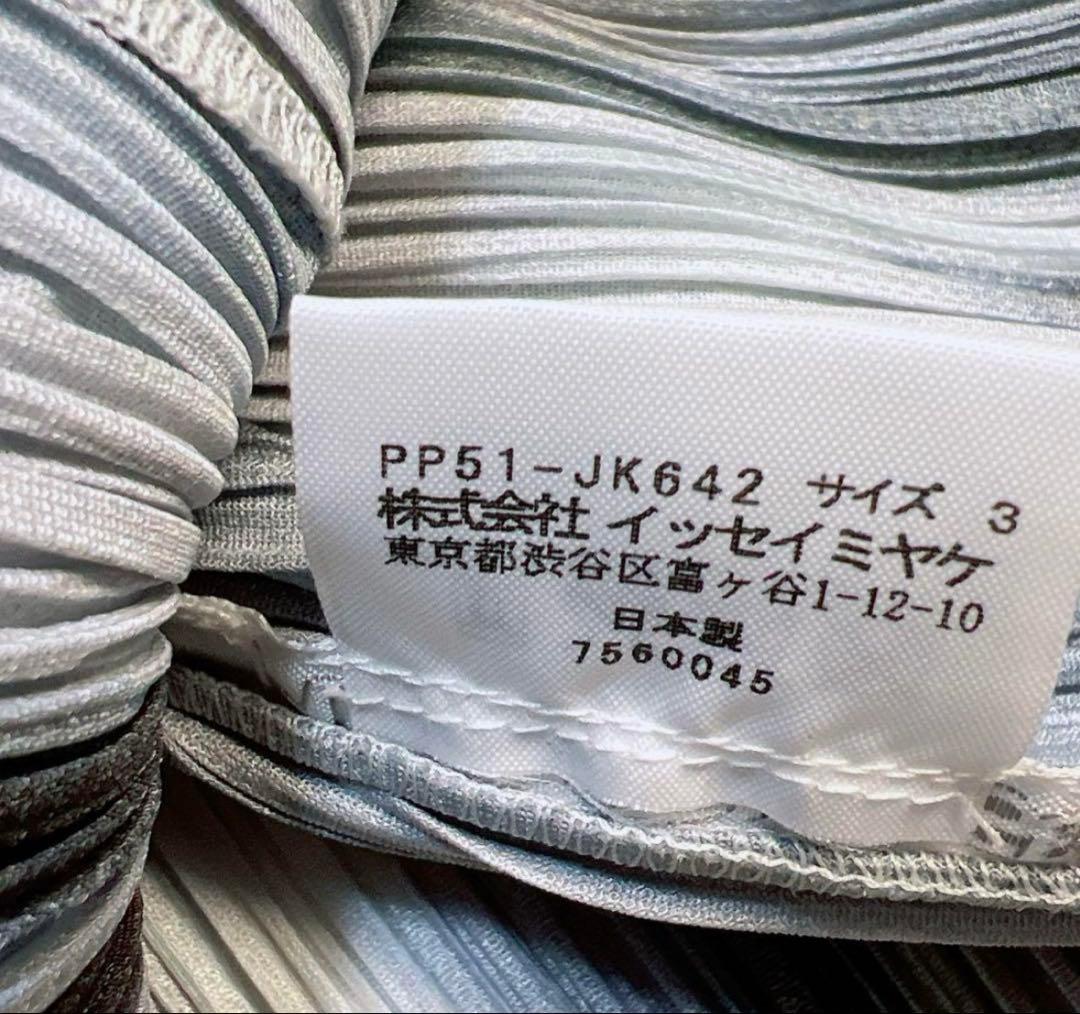 PP51-JK642 サイズ 3
株式会社 イッセイミヤケ
東京都渋谷区富ヶ谷1-12-10
日本製
7560045